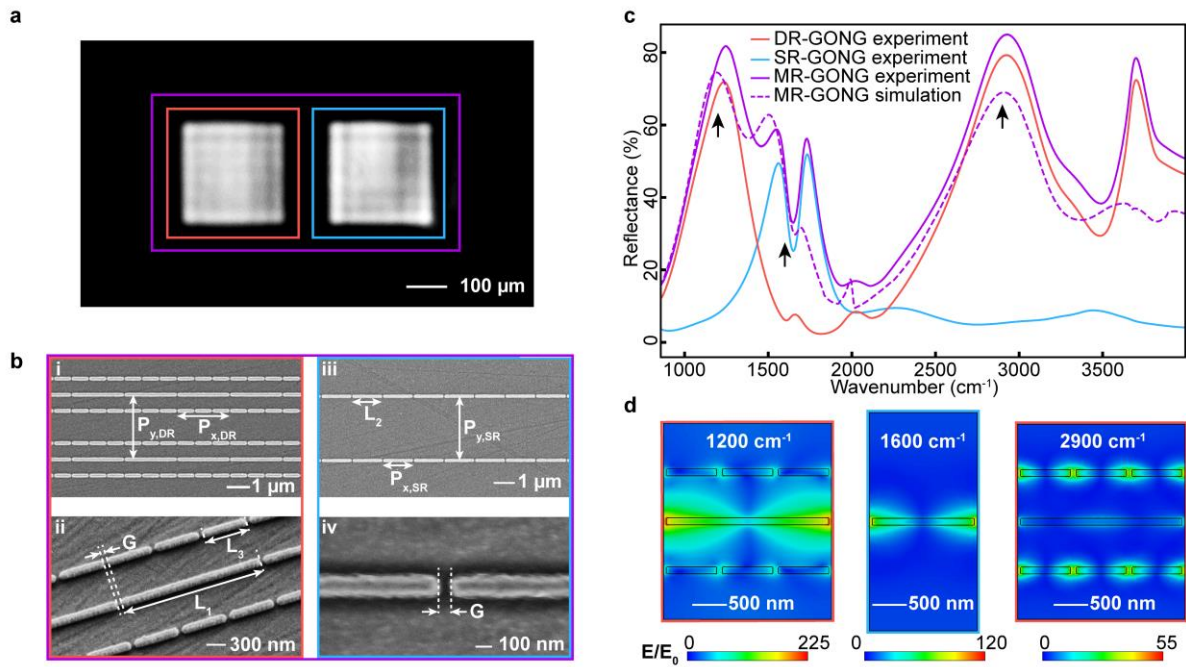 a
100 μm
b
i
P_y,DR
P_x,DR
1 μm
ii
G
L₃
L₁
300 nm
iii
L₂
P_y,SR
P_x,SR
1 μm
iv
G
100 nm
c
DR-GONG experiment
SR-GONG experiment
MR-GONG experiment
MR-GONG simulation
Reflectance (%)
80
60
40
20
0
1000 1500 2000 2500 3000 3500
Wavenumber (cm⁻¹)
d
1200 cm⁻¹
500 nm
1600 cm⁻¹
500 nm
2900 cm⁻¹
500 nm
E/E₀ 0 225 0 120 0 55